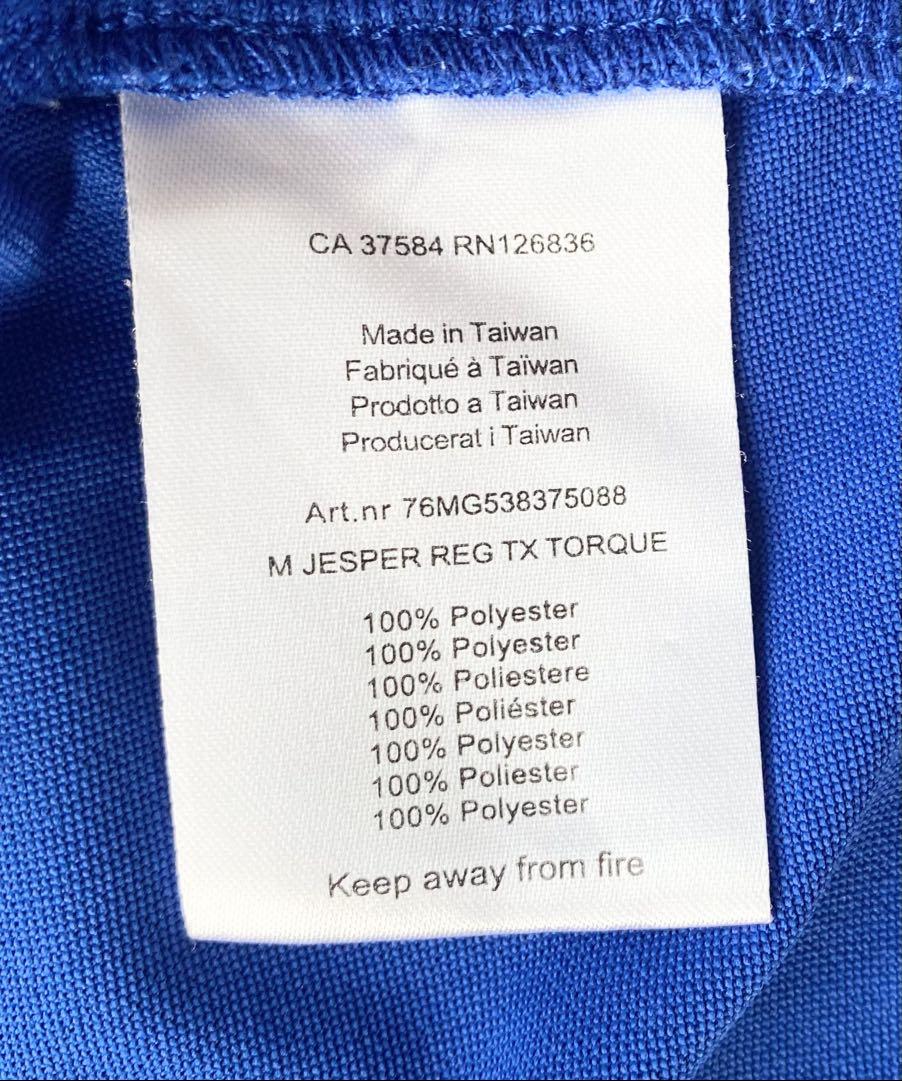 CA 37584 RN126836
Made in Taiwan
Fabriqué à Taïwan
Prodotto a Taiwan
Producerat i Taiwan
Art.nr 76MG538375088
M JESPER REG TX TORQUE
100% Polyester
100% Polyester
100% Poliestere
100% Poliéster
100% Polyester
100% Poliester
100% Polyester
Keep away from fire